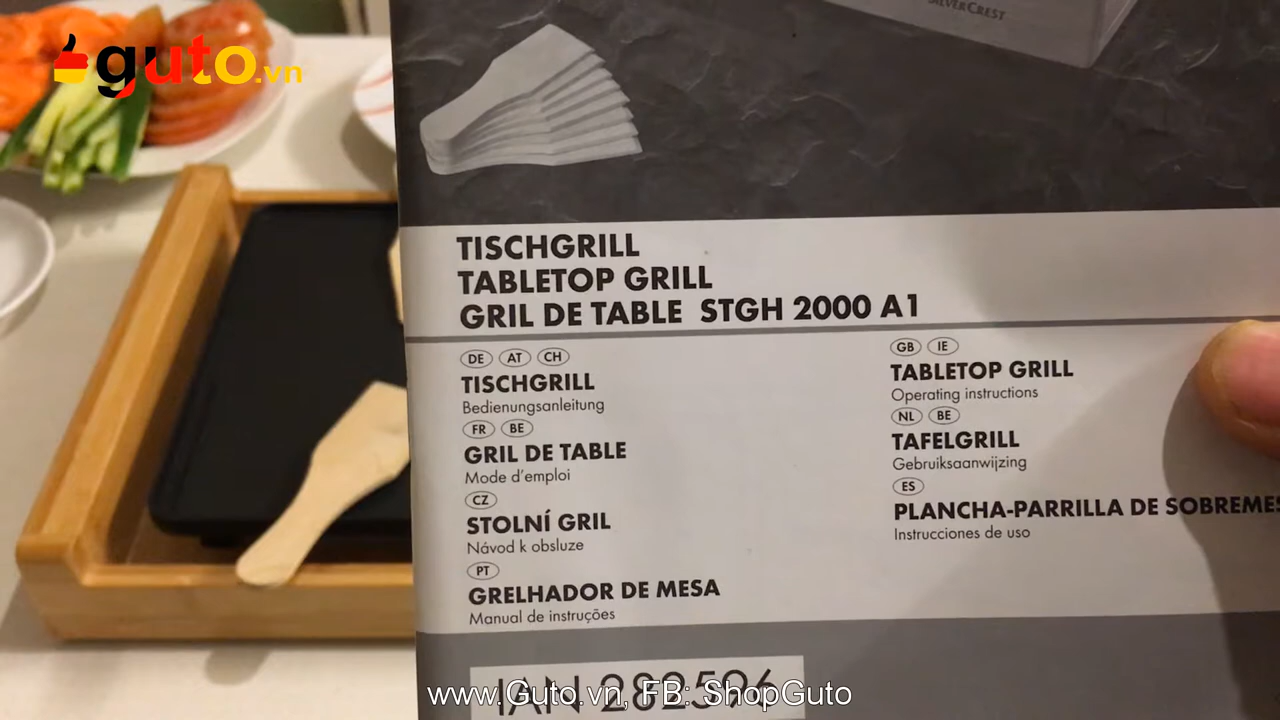 guto.vn
SILVERCREST
TISCHGRILL
TABLETOP GRILL
GRIL DE TABLE STGH 2000 A1
DE AT CH
TISCHGRILL
Bedienungsanleitung
FR BE
GRIL DE TABLE
Mode d'emploi
CZ
STOLNÍ GRIL
Návod k obsluze
PT
GRELHADOR DE MESA
Manual de instruções
GB IE
TABLETOP GRILL
Operating instructions
NL BE
TAFELGRILL
Gebruiksaanwijzing
ES
PLANCHA-PARRILLA DE
Instrucciones de uso
IAN 282596
www.Guto.vn, FB: ShopGuto